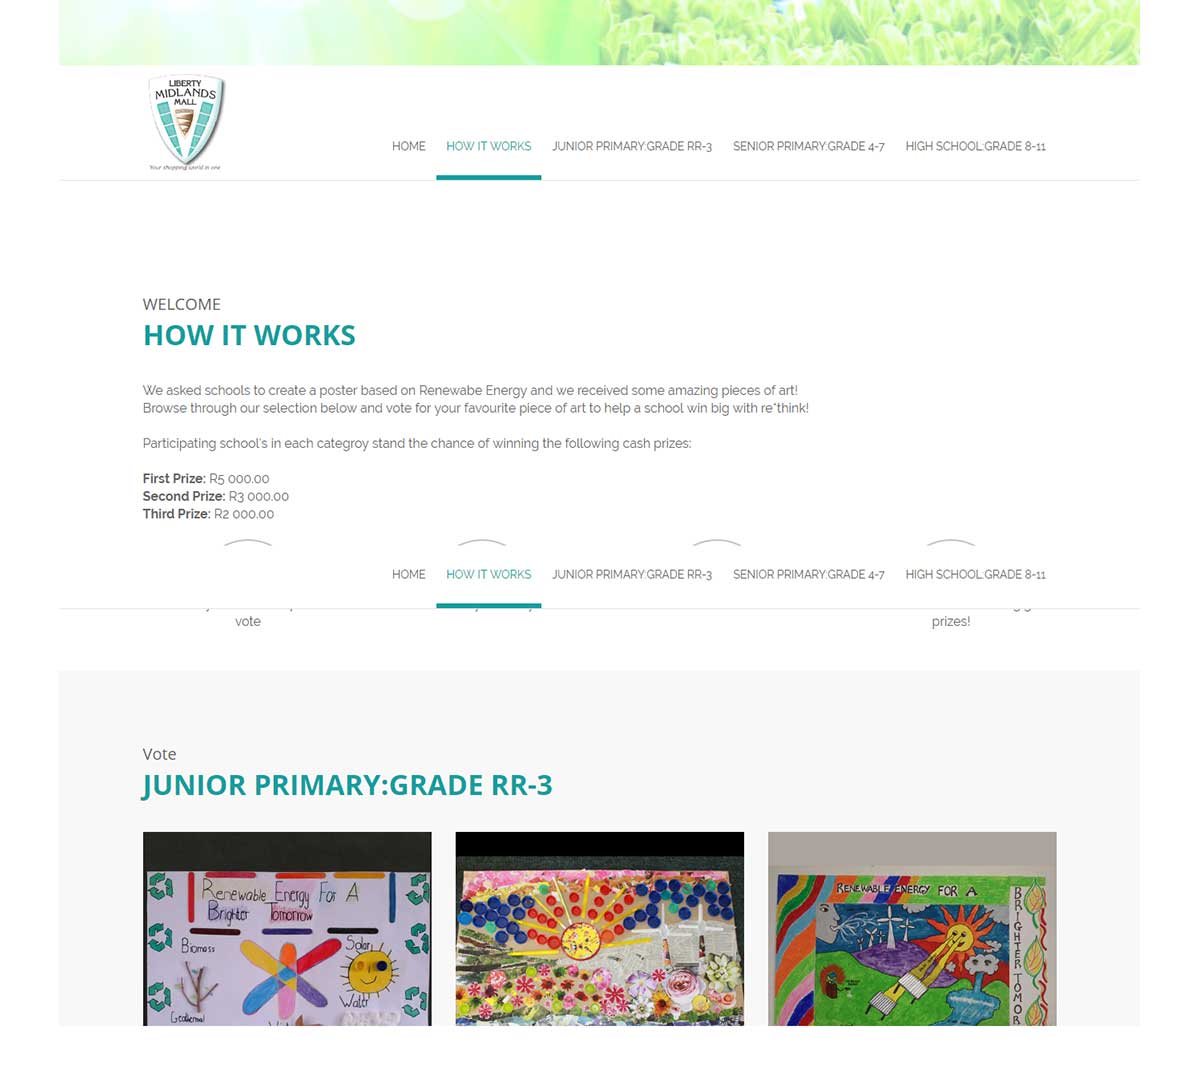 LIBERTY
MIDLANDS
MALL
Your shopping world in one
HOME HOW IT WORKS JUNIOR PRIMARY:GRADE RR-3 SENIOR PRIMARY:GRADE 4-7 HIGH SCHOOL:GRADE 8-11
WELCOME
HOW IT WORKS
We asked schools to create a poster based on Renewabe Energy and we received some amazing pieces of art!
Browse through our selection below and vote for your favourite piece of art to help a school win big with re*think!
Participating school's in each categroy stand the chance of winning the following cash prizes:
First Prize: R5 000.00
Second Prize: R3 000.00
Third Prize: R2 000.00
HOME HOW IT WORKS JUNIOR PRIMARY:GRADE RR-3 SENIOR PRIMARY:GRADE 4-7 HIGH SCHOOL:GRADE 8-11
vote
prizes!
Vote
JUNIOR PRIMARY:GRADE RR-3
Renewable Energy For A
Brighter Tomorrow
Biomass
Solar
Water
Geothermal
RENEWABLE ENERGY FOR A
BRIGHTER TOMOR